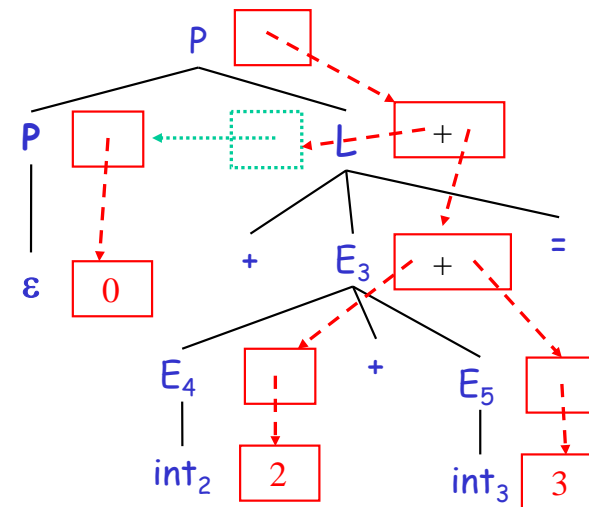 P
P L +
+ E₃ + =
ε 0
E₄ + E₅
int₂ 2 int₃ 3